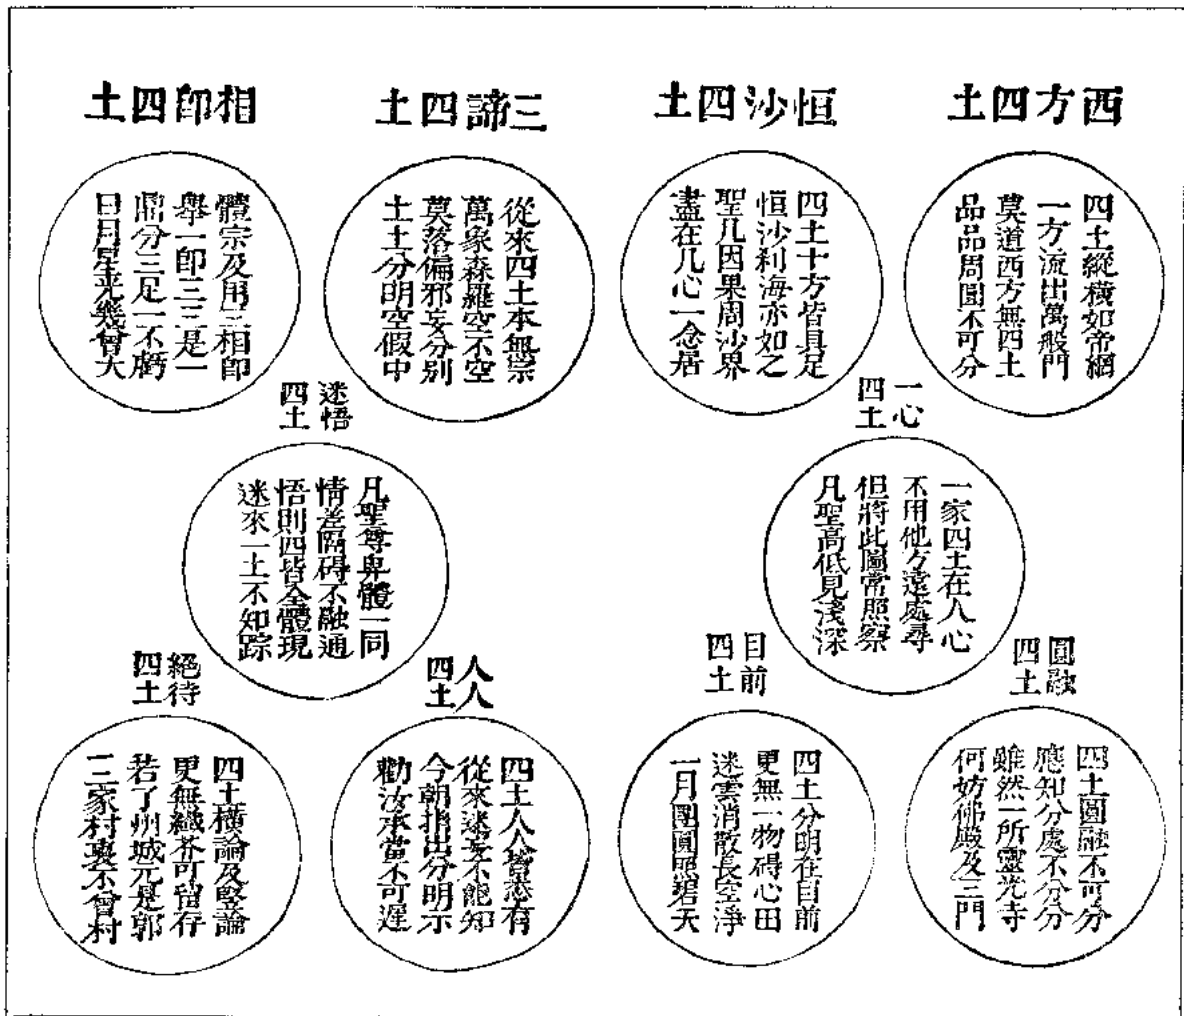 西方四土
四土縱橫如帝網
一方流出萬般門
莫道西方無四土
品品周圓不可分
恒沙四土
四土十方皆具足
恒沙刹海亦如之
聖凡因果周沙界
盡在凡心一念居
三諦四土
從來四土本無宗
萬象森羅空不空
莫落偏邪妄分別
土土分明空假中
相即四土
體宗及用三相即
舉一即三三是一
鼎分三足一不虧
日月星光幾曾大
一心四土
一家四土在人心
不用他方遠處尋
但將此圖常照察
凡聖高低見淺深
迷悟四土
凡聖尊卑體一同
情差隔碍不融通
悟則四皆全體現
迷來一土不知踪
圓融四土
四土圓融不可分
應知分處不分分
雖然一所靈光寺
何妨佛殿及三門
目前四土
四土分明在目前
更無一物碍心田
迷雲消散長空淨
一月團圓照碧天
人人四土
四土人人皆悉有
從來迷妄不能知
今朝指出分明示
勸汝承當不可遲
絕待四土
四土橫論及竪論
更無纖芥可留存
若了州城元是郭
三家村裏不曾村